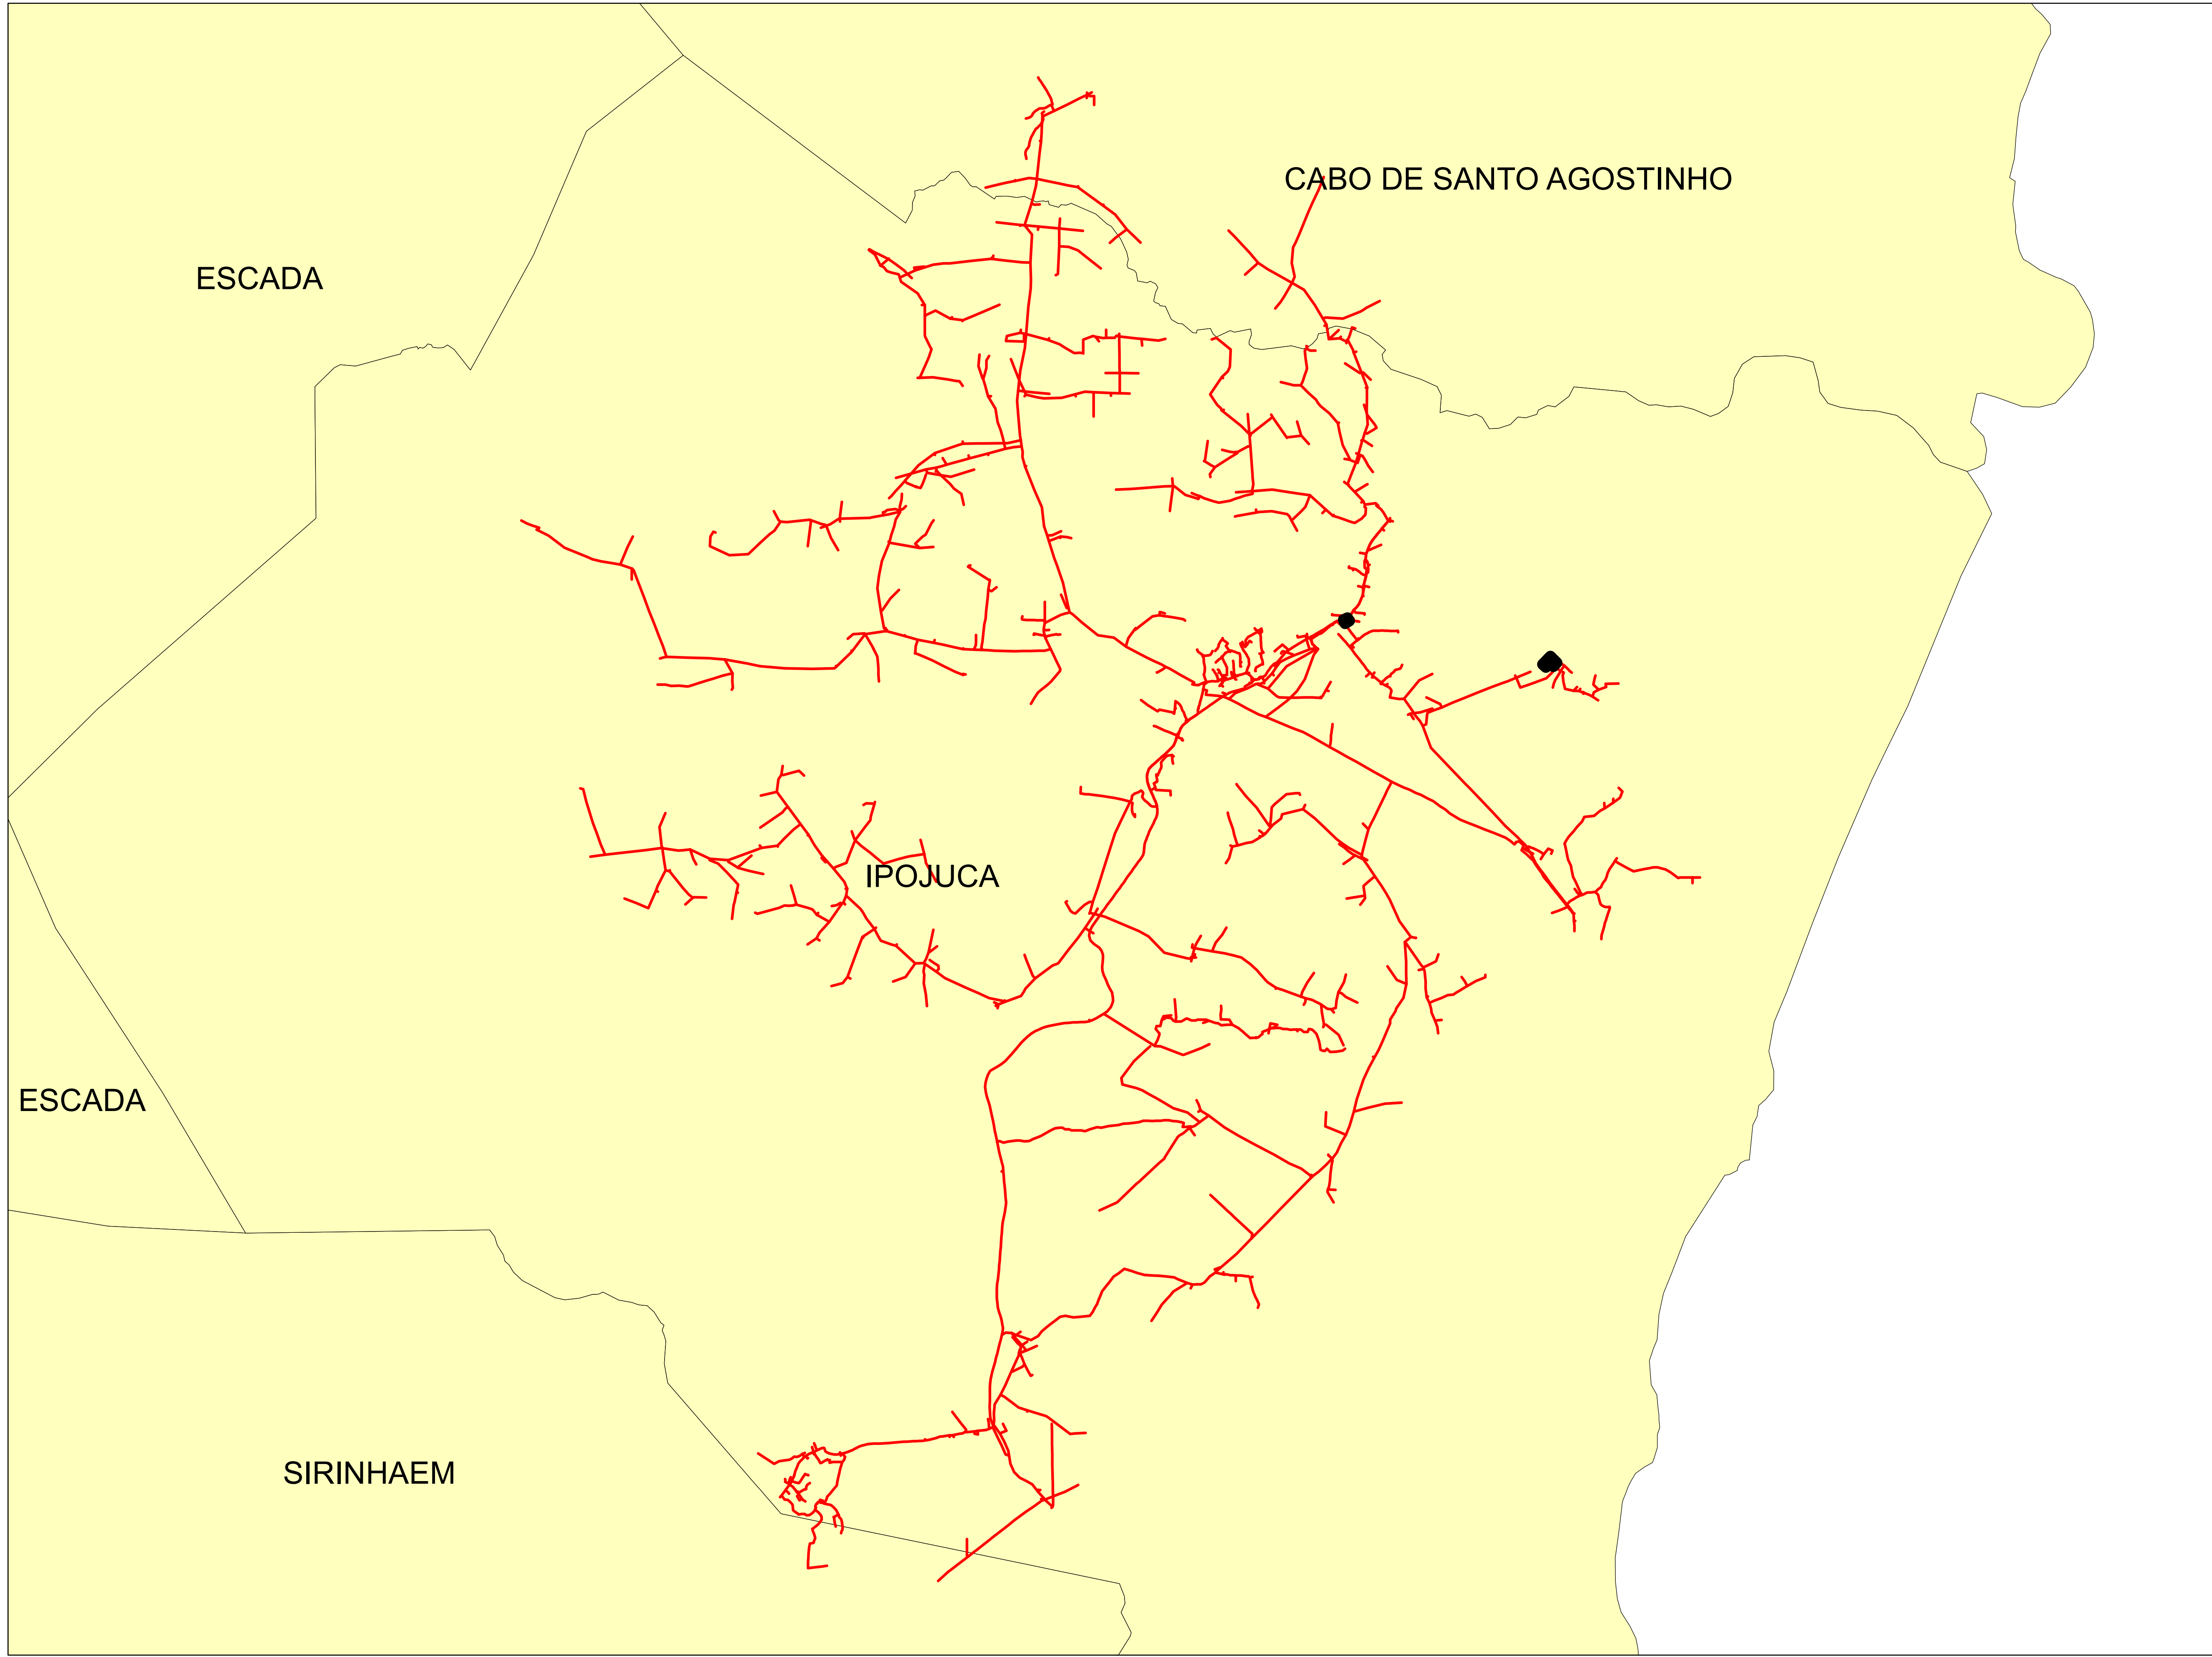 CABO DE SANTO AGOSTINHO
ESCADA
IPOJUCA
ESCADA
SIRINHAEM